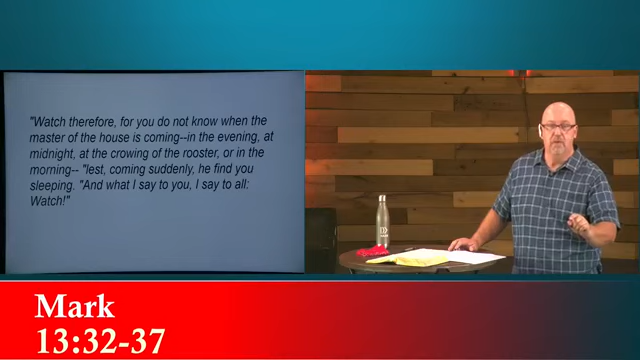 "Watch therefore, for you do not know when the
master of the house is coming--in the evening, at
midnight, at the crowing of the rooster, or in the
morning-- "lest, coming suddenly, he find you
sleeping. "And what I say to you, I say to all:
Watch!"
Mark
13:32-37